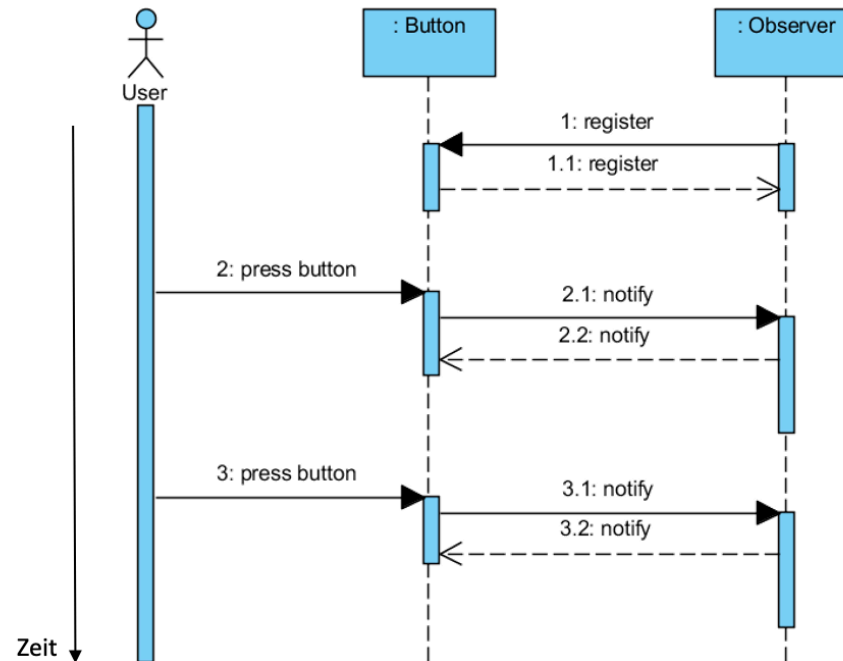 : Button
: Observer
User
1: register
1.1: register
2: press button
2.1: notify
2.2: notify
3: press button
3.1: notify
3.2: notify
Zeit